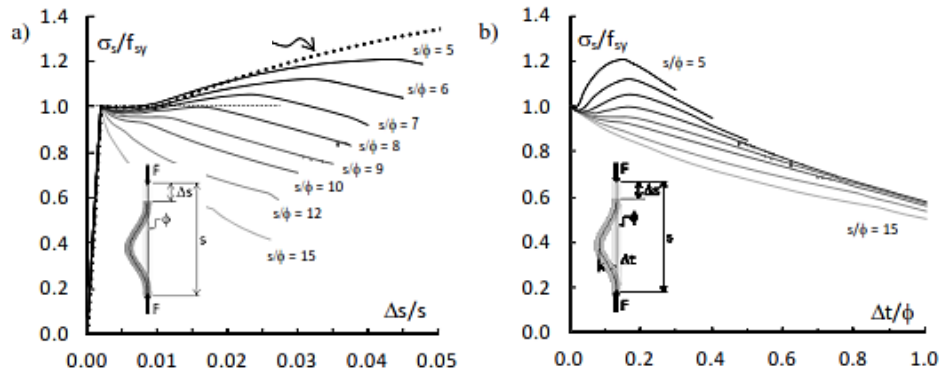 a)
σs/fsy
1.4
1.2
1.0
0.8
0.6
0.4
0.2
0.0
0.00
0.01
0.02
0.03
0.04
0.05
Δs/s
s/ϕ = 5
s/ϕ = 6
s/ϕ = 7
s/ϕ = 8
s/ϕ = 9
s/ϕ = 10
s/ϕ = 12
s/ϕ = 15
F
Δs
ϕ
s
F
b)
σs/fsy
1.4
1.2
1.0
0.8
0.6
0.4
0.2
0.0
0.0
0.2
0.4
0.6
0.8
1.0
Δt/ϕ
s/ϕ = 5
s/ϕ = 15
F
Δs
ϕ
s
Δt
F